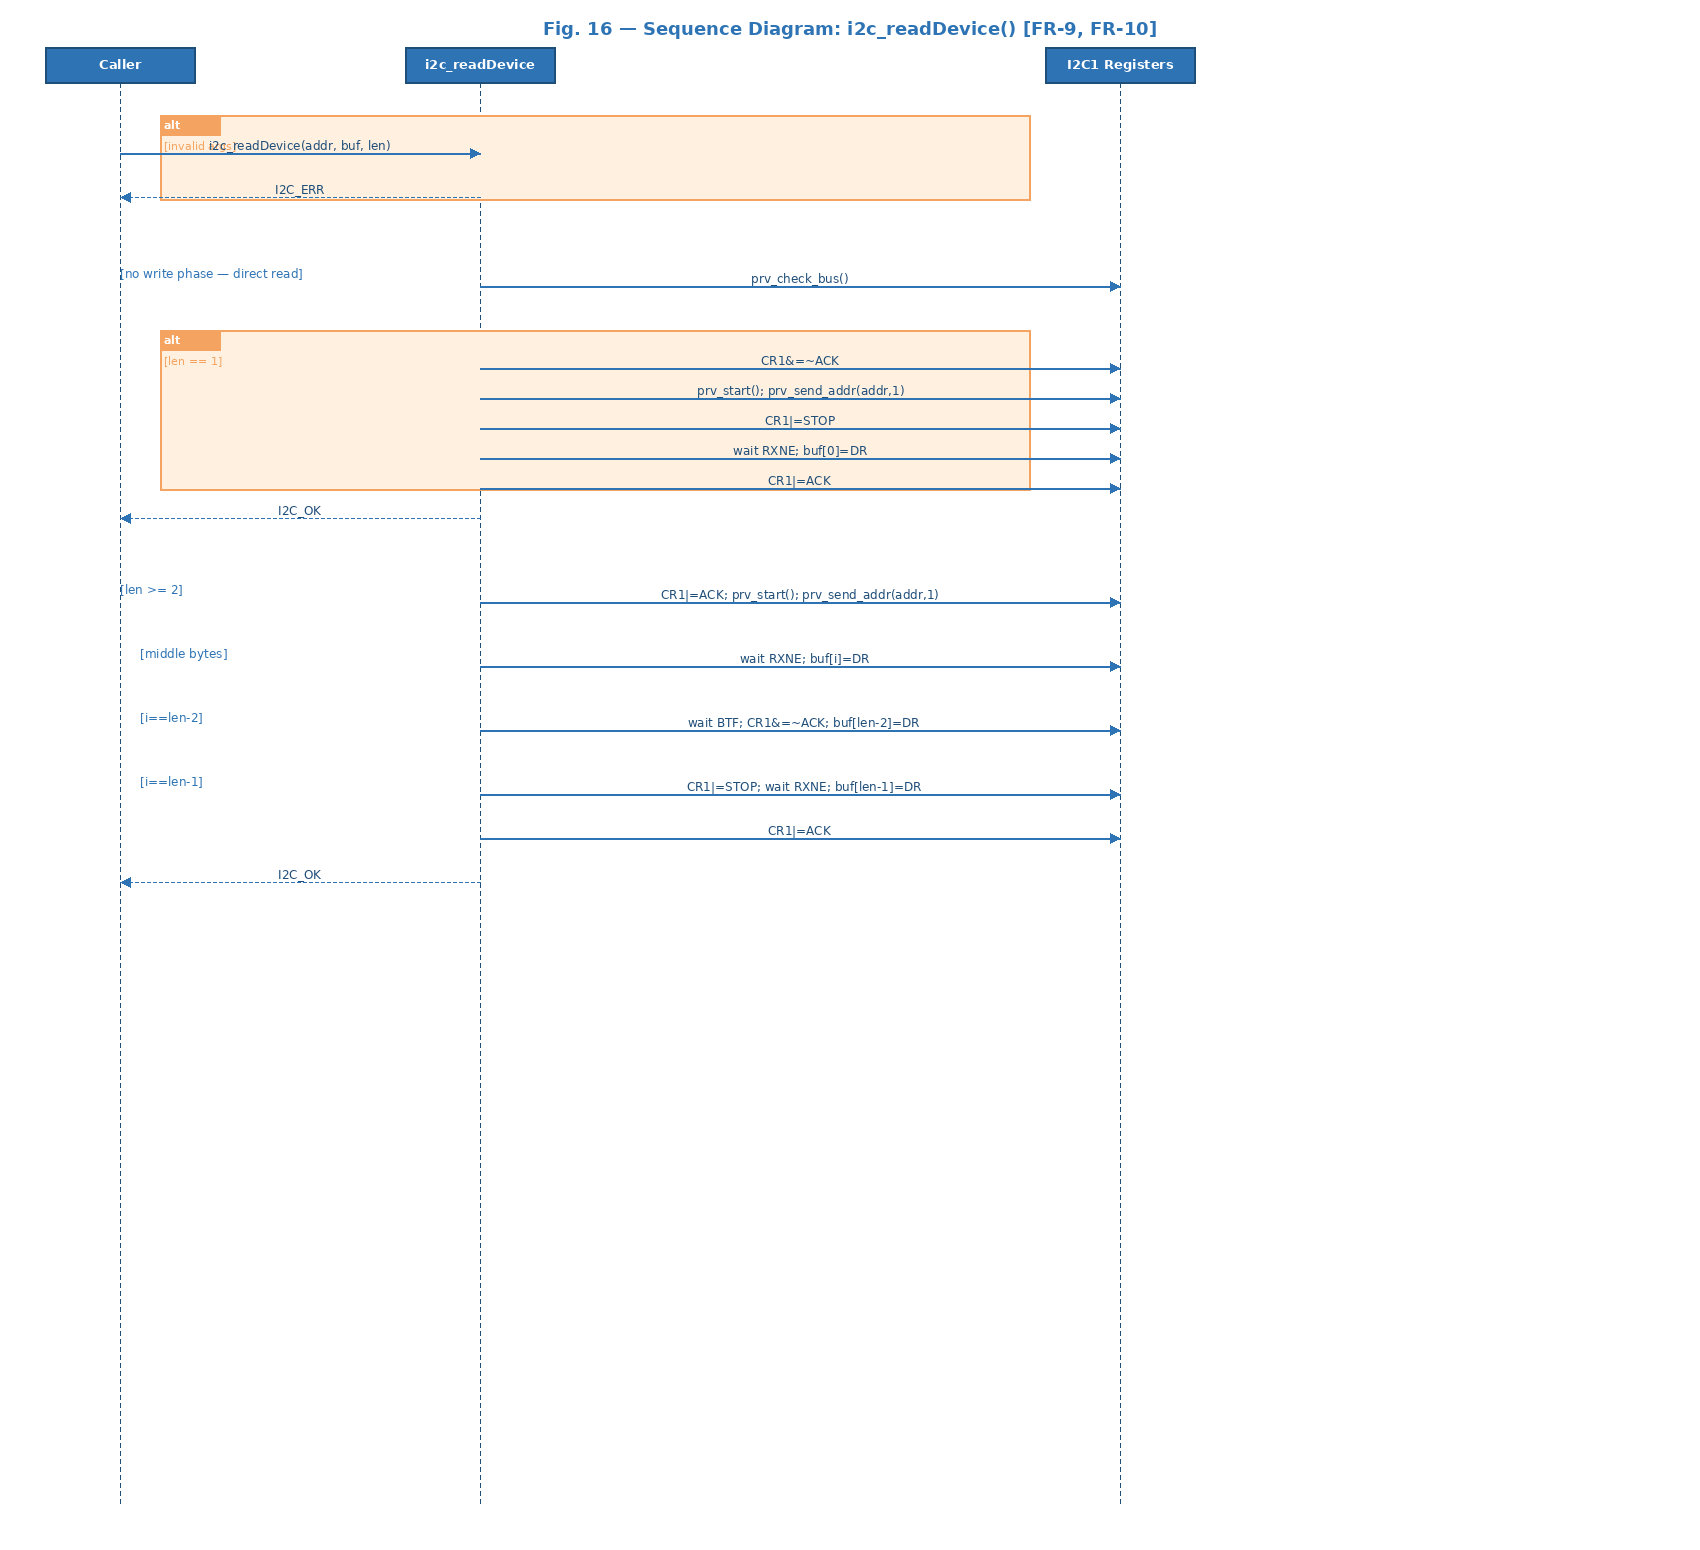 Fig. 16 — Sequence Diagram: i2c_readDevice() [FR-9, FR-10]
Caller
i2c_readDevice
I2C1 Registers
alt
[invalid args]
i2c_readDevice(addr, buf, len)
I2C_ERR
[no write phase — direct read]
prv_check_bus()
alt
[len == 1]
CR1&=~ACK
prv_start(); prv_send_addr(addr,1)
CR1|=STOP
wait RXNE; buf[0]=DR
CR1|=ACK
I2C_OK
[len >= 2]
CR1|=ACK; prv_start(); prv_send_addr(addr,1)
[middle bytes]
wait RXNE; buf[i]=DR
[i==len-2]
wait BTF; CR1&=~ACK; buf[len-2]=DR
[i==len-1]
CR1|=STOP; wait RXNE; buf[len-1]=DR
CR1|=ACK
I2C_OK